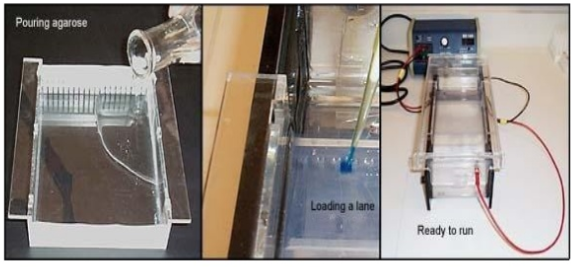 Pouring agarose
Loading a lane
Ready to run